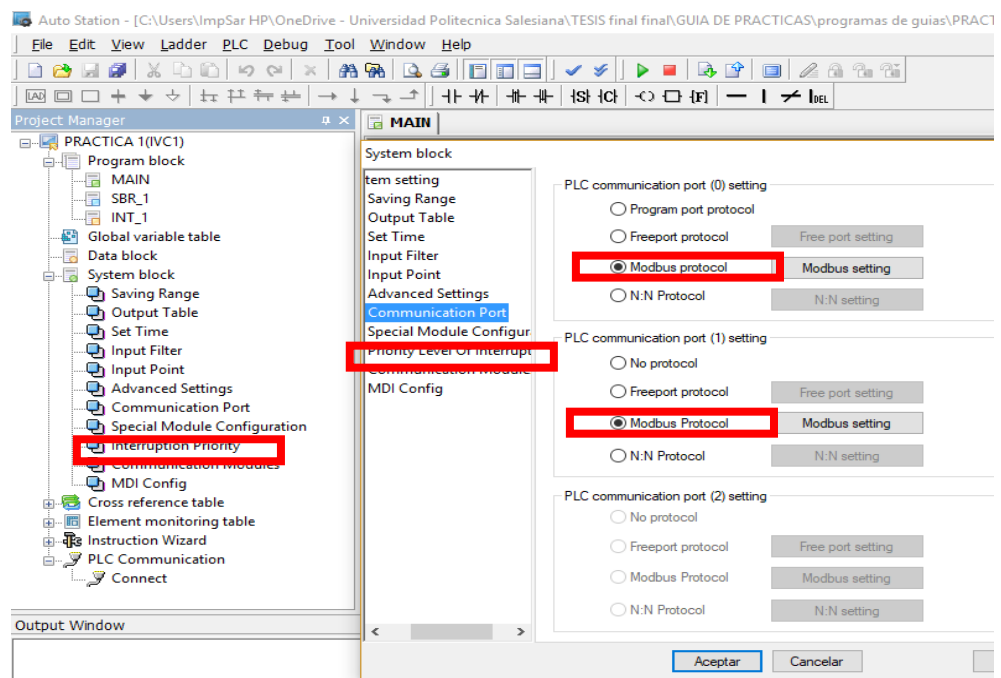 Auto Station - [C:\Users\ImpSar HP\OneDrive - Universidad Politecnica Salesiana\TESIS final final\GUIA DE PRACTICAS\programas de guias\PRACT
File Edit View Ladder PLC Debug Tool Window Help
LAD
S C F DEL
Project Manager
PRACTICA 1(IVC1)
Program block
MAIN
SBR_1
INT_1
Global variable table
Data block
System block
Saving Range
Output Table
Set Time
Input Filter
Input Point
Advanced Settings
Communication Port
Special Module Configuration
Interruption Priority
Communication Modules
MDI Config
Cross reference table
Element monitoring table
Instruction Wizard
PLC Communication
Connect
Output Window
MAIN
System block
tem setting
Saving Range
Output Table
Set Time
Input Filter
Input Point
Advanced Settings
Communication Port
Special Module Configur
Priority Level Of Interrupt
Communication Module
MDI Config
PLC communication port (0) setting
Program port protocol
Freeport protocol Free port setting
Modbus protocol Modbus setting
N:N Protocol N:N setting
PLC communication port (1) setting
No protocol
Freeport protocol Free port setting
Modbus Protocol Modbus setting
N:N Protocol N:N setting
PLC communication port (2) setting
No protocol
Freeport protocol Free port setting
Modbus Protocol Modbus setting
N:N Protocol N:N setting
Aceptar Cancelar